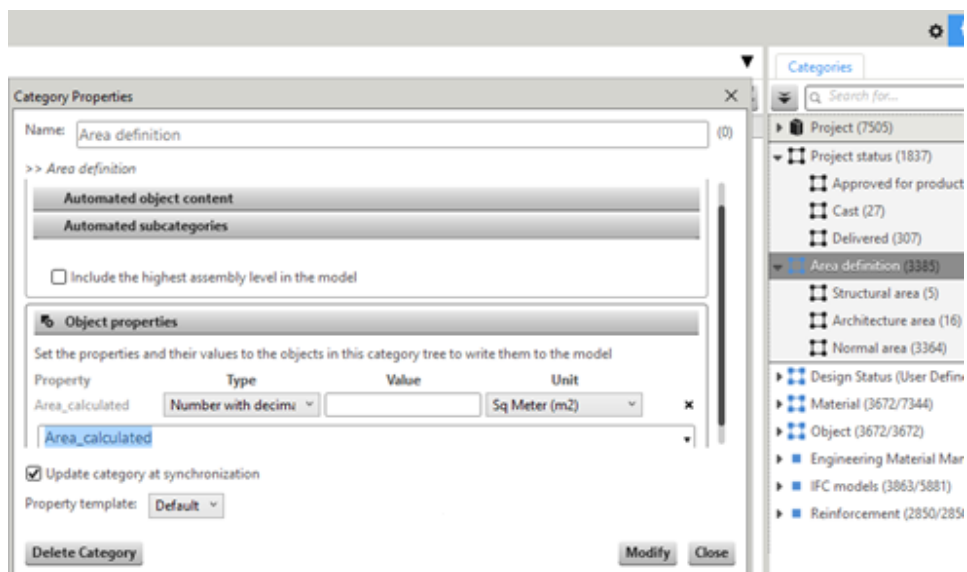 Category Properties
Name: Area definition (0)
>> Area definition
Automated object content
Automated subcategories
Include the highest assembly level in the model
Object properties
Set the properties and their values to the objects in this category tree to write them to the model
Property Type Value Unit
Area_calculated Number with decima Sq Meter (m2)
Area_calculated
Update category at synchronization
Property template: Default
Delete Category Modify Close
Categories
Search for...
Project (7505)
Project status (1837)
Approved for product
Cast (27)
Delivered (307)
Area definition (3385)
Structural area (5)
Architecture area (16)
Normal area (3364)
Design Status (User Define
Material (3672/7344)
Object (3672/3672)
Engineering Material Man
IFC models (3863/5881)
Reinforcement (2850/2850